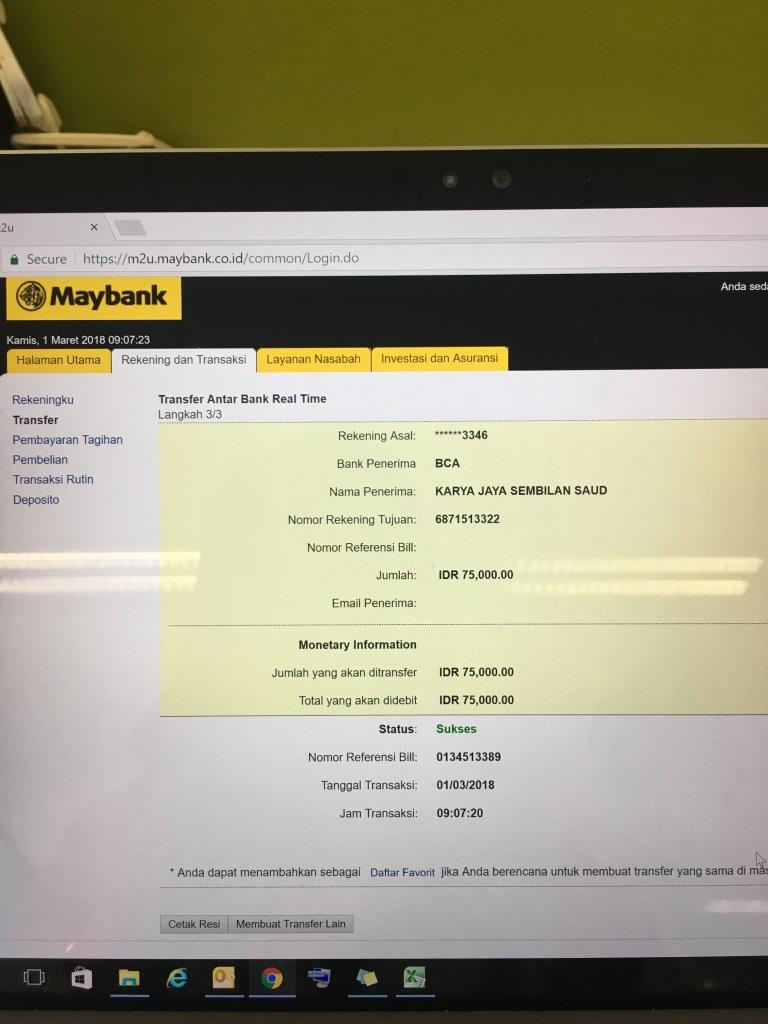 2u
Secure https://m2u.maybank.co.id/common/Login.do
Maybank
Anda
Kamis, 1 Maret 2018 09:07:23
Halaman Utama Rekening dan Transaksi Layanan Nasabah Investasi dan Asuransi
Rekeningku
Transfer
Pembayaran Tagihan
Pembelian
Transaksi Rutin
Deposito
Transfer Antar Bank Real Time
Langkah 3/3
Rekening Asal: ******3346
Bank Penerima BCA
Nama Penerima: KARYA JAYA SEMBILAN SAUD
Nomor Rekening Tujuan: 6871513322
Nomor Referensi Bill:
Jumlah: IDR 75,000.00
Email Penerima:
Monetary Information
Jumlah yang akan ditransfer IDR 75,000.00
Total yang akan didebit IDR 75,000.00
Status: Sukses
Nomor Referensi Bill: 0134513389
Tanggal Transaksi: 01/03/2018
Jam Transaksi: 09:07:20
* Anda dapat menambahkan sebagai Daftar Favorit jika Anda berencana untuk membuat transfer yang sama di
Cetak Resi Membuat Transfer Lain